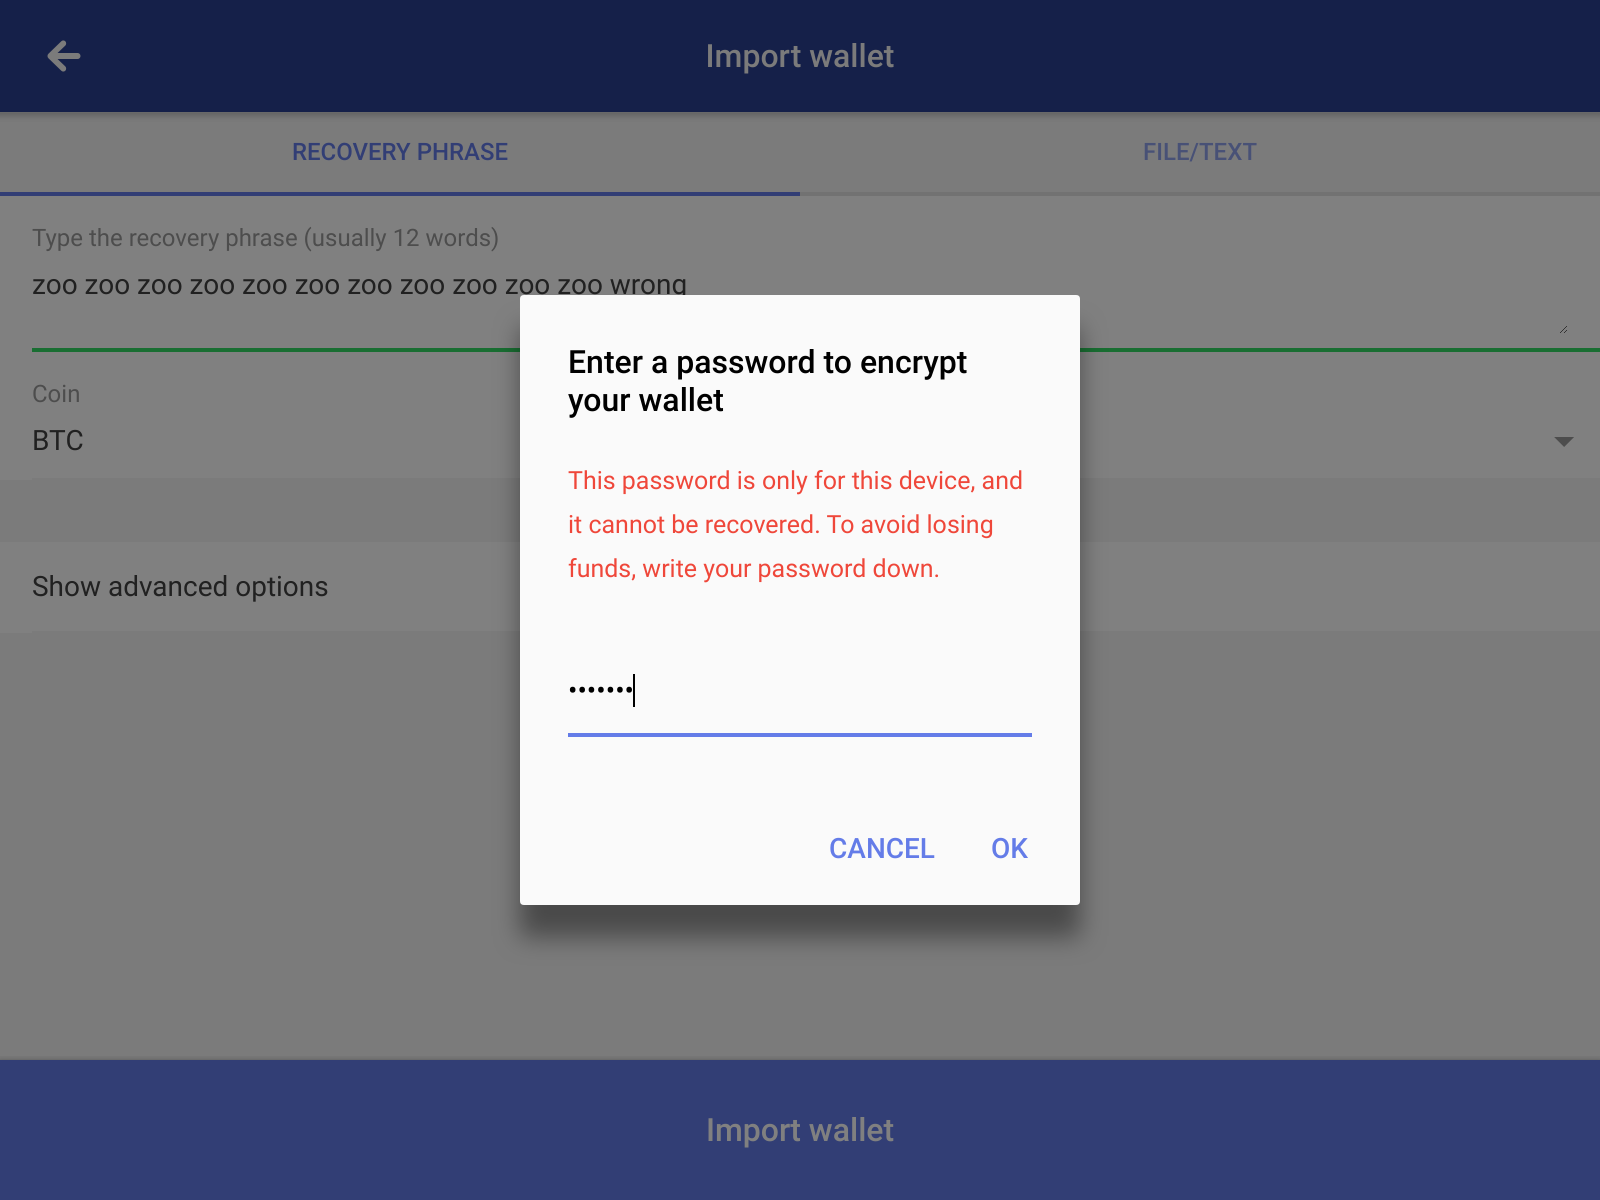 Import wallet
RECOVERY PHRASE
FILE/TEXT
Type the recovery phrase (usually 12 words)
zoo zoo zoo zoo zoo zoo zoo zoo zoo zoo zoo wrong
Coin
BTC
Show advanced options
Enter a password to encrypt
your wallet
This password is only for this device, and
it cannot be recovered. To avoid losing
funds, write your password down.
•••••••
CANCEL
OK
Import wallet